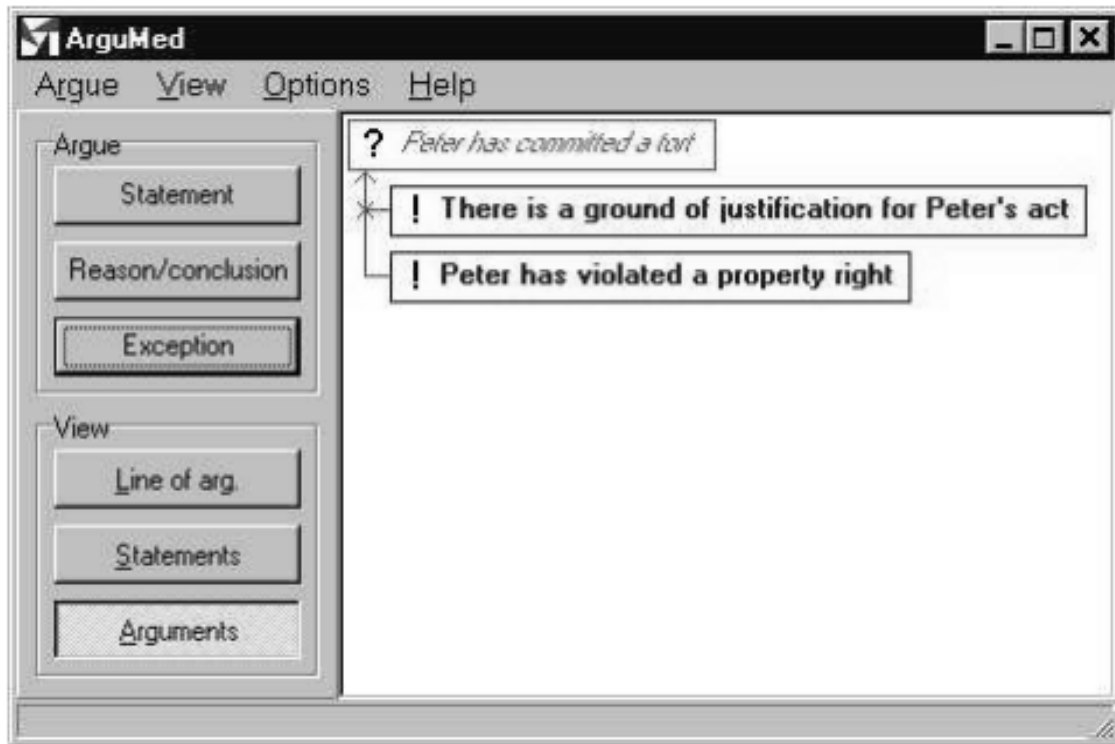 ArguMed
Argue View Options Help
Argue
Statement
Reason/conclusion
Exception
View
Line of arg.
Statements
Arguments
? Peter has committed a tort
! There is a ground of justification for Peter's act
! Peter has violated a property right